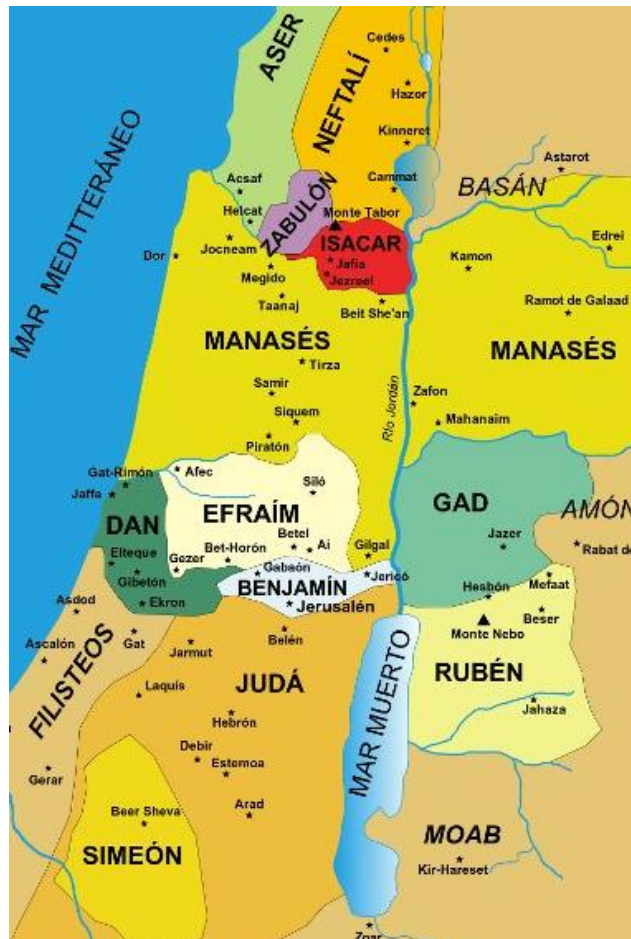 ASER
NEFTALÍ
Cedes
Hazor
Kinneret
Cammat
Astarot
BASÁN
Acsaf
Helcat
ZABULÓN
Monte Tabor
ISACAR
Jocneam
Dor
Megido
Jafia
Jezrael
Edrei
Kamon
Taanaj
Beit She'an
Ramot de Galaad
MAR MEDITTERÁNEO
MANASÉS
MANASÉS
Tirza
Samir
Siquem
Piratón
Río Jordán
Zafon
Mahanaim
Gat-Rimón
Jaffa
Afec
Siló
DAN
EFRAÍM
GAD
AMÓN
Elteque
Gezer
Bet-Horón
Betel
Ai
Gilgal
Jazer
Rabat de
Gibetón
Gabaón
Jericó
Mefaat
BENJAMÍN
Hesbón
Asdod
Ekron
Jerusalén
Beser
Ascalón
Gat
Jarmut
Belén
Monte Nebo
FILISTEOS
JUDÁ
MAR MUERTO
RUBÉN
Laquís
Hebrón
Jahaza
Debir
Estemoa
Gerar
Arad
Beer Sheva
SIMEÓN
MOAB
Kir-Hareset
Zoar